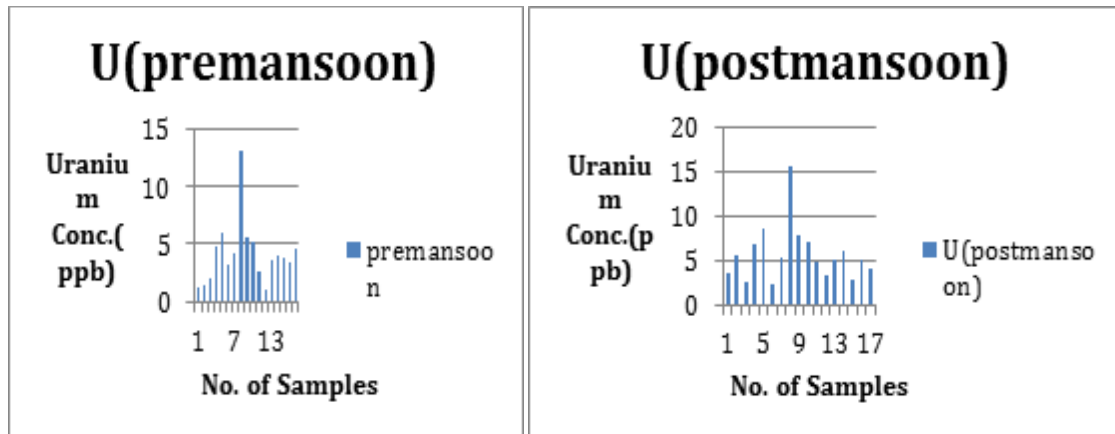 U(premansoon)
15
10
5
0
Uraniu
m
Conc.(
ppb)
1 7 13
No. of Samples
premansoo
n
U(postmansoon)
20
15
10
5
0
Uraniu
m
Conc.(p
pb)
1 5 9 13 17
No. of Samples
U(postmanso
on)